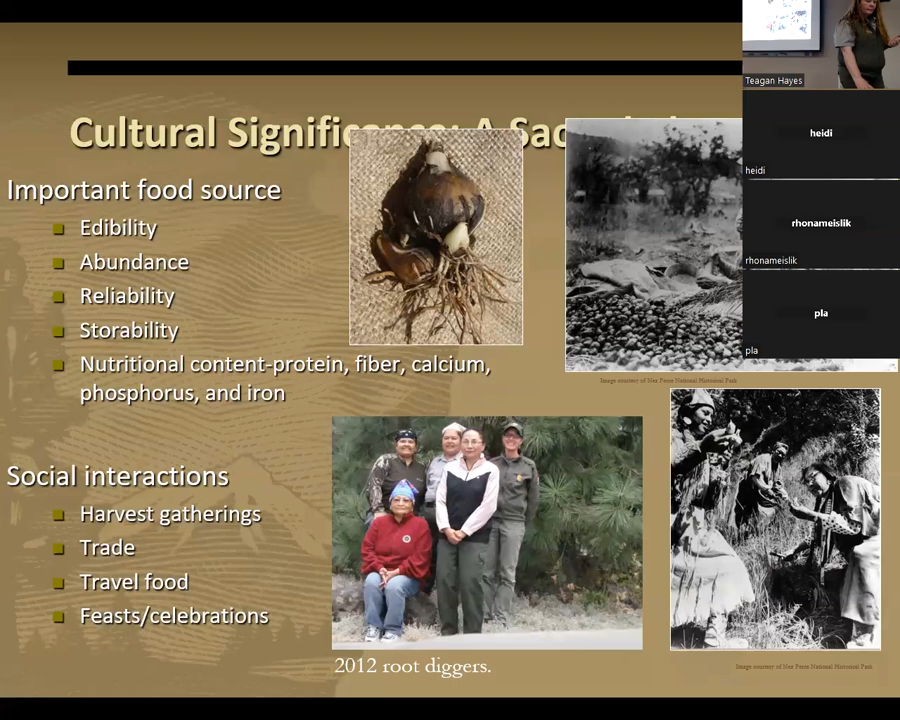 Cultural Significance: A Sac
Important food source
Edibility
Abundance
Reliability
Storability
Nutritional content-protein, fiber, calcium,
phosphorus, and iron
Social interactions
Harvest gatherings
Trade
Travel food
Feasts/celebrations
2012 root diggers.
Image courtesy of Nez Perce National Historical Park
Image courtesy of Nez Perce National Historical Park
Teagan Hayes
heidi
heidi
rhonameislik
rhonameislik
pla
pla